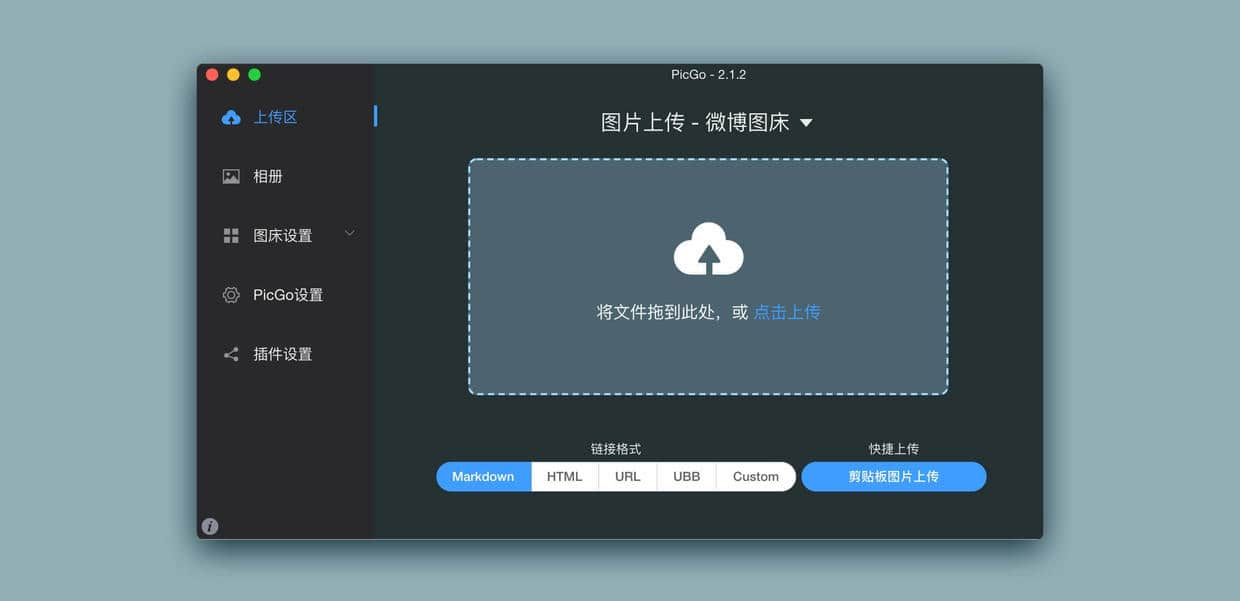 PicGo - 2.1.2
上传区
相册
图床设置
PicGo设置
插件设置
图片上传 - 微博图床
将文件拖到此处，或 点击上传
链接格式
快捷上传
Markdown HTML URL UBB Custom
剪贴板图片上传
i